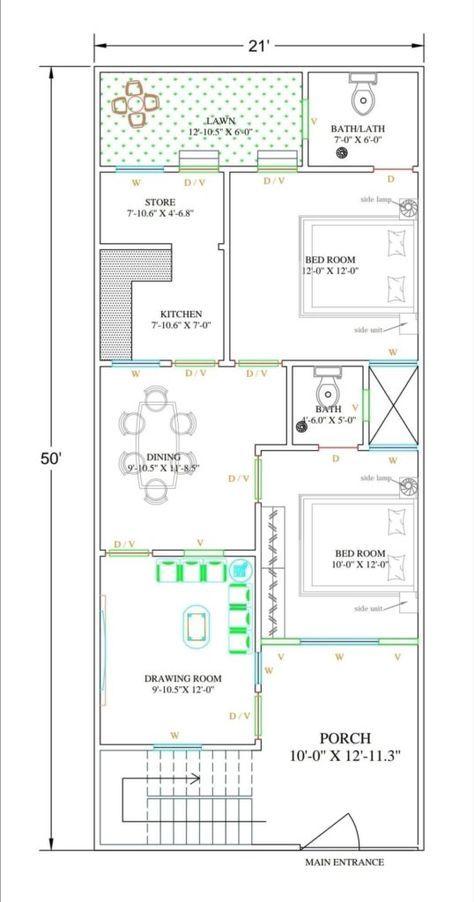 21'
LAWN
12'-10.5" X 6'-0"
V
BATH/LATH
7'-0" X 6'-0"
W
D / V
D / V
D
STORE
7'-10.6" X 4'-6.8"
side lamp
BED ROOM
12'-0" X 12'-0"
KITCHEN
7'-10.6" X 7'-0"
side unit
W
W
D / V
D / V
BATH
4'-6.0" X 5'-0"
V
50'
DINING
9'-10.5" X 11'-8.5"
D
W
D / V
side lamp
D / V
V
BED ROOM
10'-0" X 12'-0"
side unit
V
W
V
W
DRAWING ROOM
9'-10.5"X 12'-0"
D / V
W
PORCH
10'-0" X 12'-11.3"
MAIN ENTRANCE